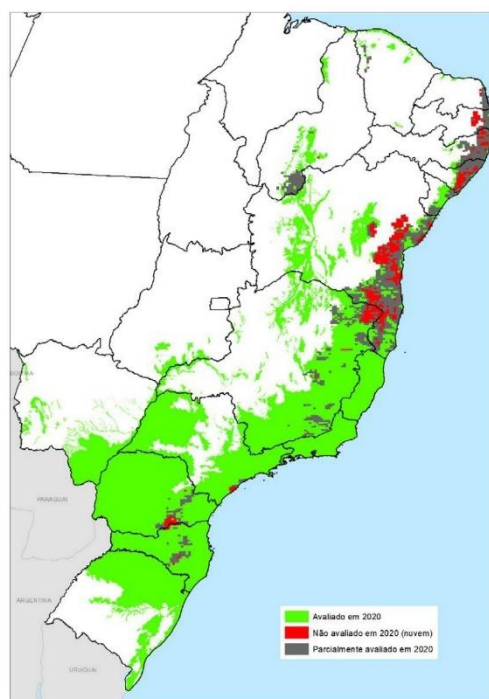 PARAGUAI
ARGENTINA
URUGUAI
Avaliado em 2020
Não avaliado em 2020 (nuvem)
Parcialmente avaliado em 2020